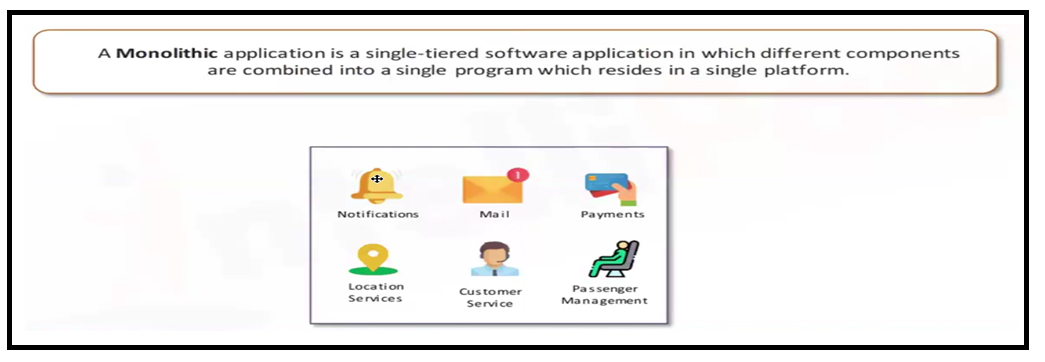 A Monolithic application is a single-tiered software application in which different components
are combined into a single program which resides in a single platform.
1
Notifications
Mail
Payments
Location
Services
Customer
Service
Passenger
Management